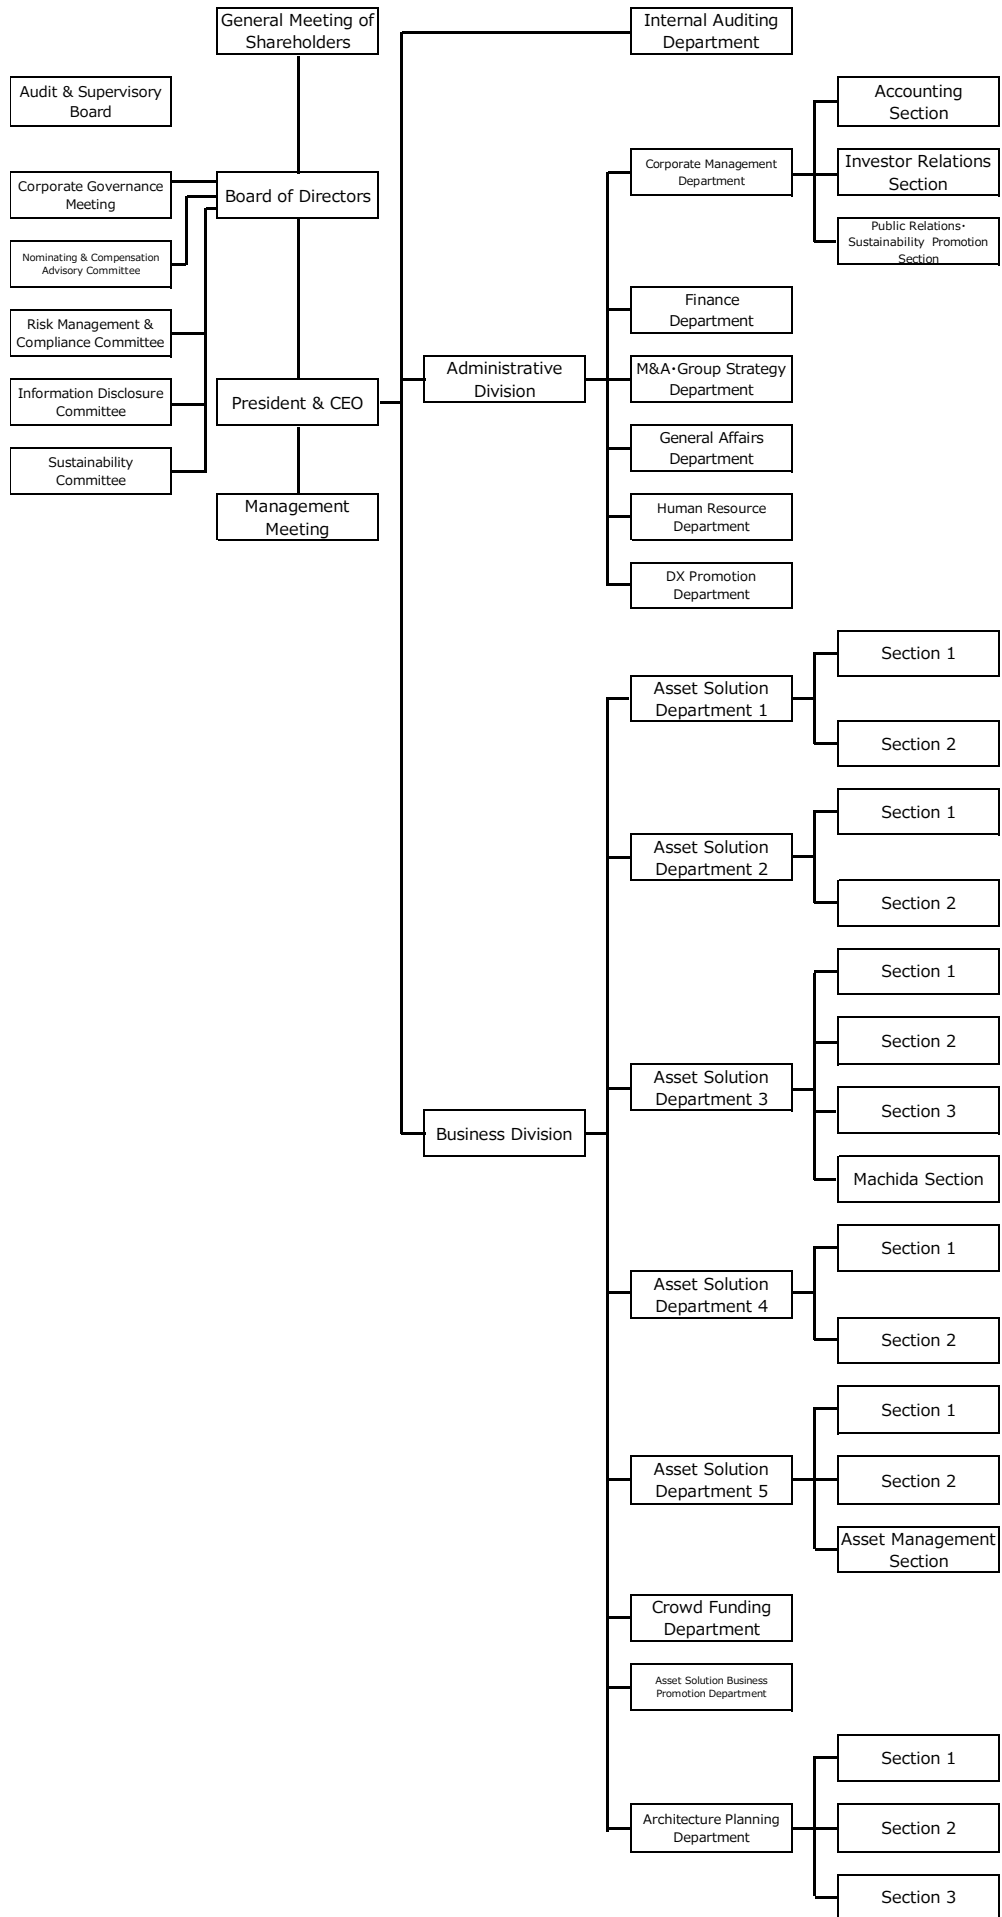 General Meeting of
Shareholders
Internal Auditing
Department
Audit & Supervisory
Board
Accounting
Section
Corporate Management
Department
Investor Relations
Section
Corporate Governance
Meeting
Board of Directors
Public Relations・
Sustainability Promotion
Section
Nominating & Compensation
Advisory Committee
Finance
Department
Risk Management &
Compliance Committee
Administrative
Division
M&A・Group Strategy
Department
Information Disclosure
Committee
President & CEO
General Affairs
Department
Sustainability
Committee
Management
Meeting
Human Resource
Department
DX Promotion
Department
Section 1
Asset Solution
Department 1
Section 2
Section 1
Asset Solution
Department 2
Section 2
Section 1
Section 2
Asset Solution
Department 3
Section 3
Business Division
Machida Section
Section 1
Asset Solution
Department 4
Section 2
Section 1
Asset Solution
Department 5
Section 2
Asset Management
Section
Crowd Funding
Department
Asset Solution Business
Promotion Department
Section 1
Architecture Planning
Department
Section 2
Section 3